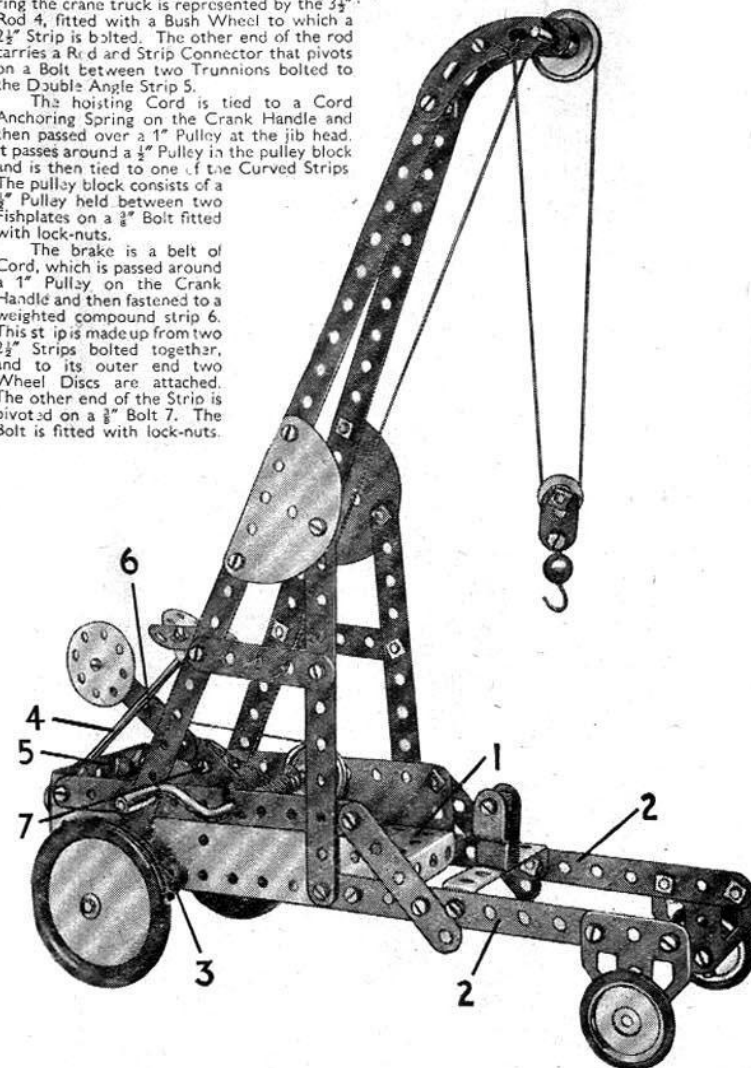 ring the crane truck is represented by the 3½"
Rod 4, fitted with a Bush Wheel to which a
2½" Strip is bolted. The other end of the rod
carries a Rod and Strip Connector that pivots
on a Bolt between two Trunnions bolted to
the Double Angle Strip 5.
The hoisting Cord is tied to a Cord
Anchoring Spring on the Crank Handle and
then passed over a 1" Pulley at the jib head.
It passes around a ½" Pulley in the pulley block
and is then tied to one of the Curved Strips
The pulley block consists of a
½" Pulley held between two
Fishplates on a ⅜" Bolt fitted
with lock-nuts.
The brake is a belt of
Cord, which is passed around
a 1" Pulley on the Crank
Handle and then fastened to a
weighted compound strip 6.
This st ip is made up from two
2½" Strips bolted together,
and to its outer end two
Wheel Discs are attached.
The other end of the Strip is
pivoted on a ⅜" Bolt 7. The
Bolt is fitted with lock-nuts.
6
4
5
7
1
2
3
2